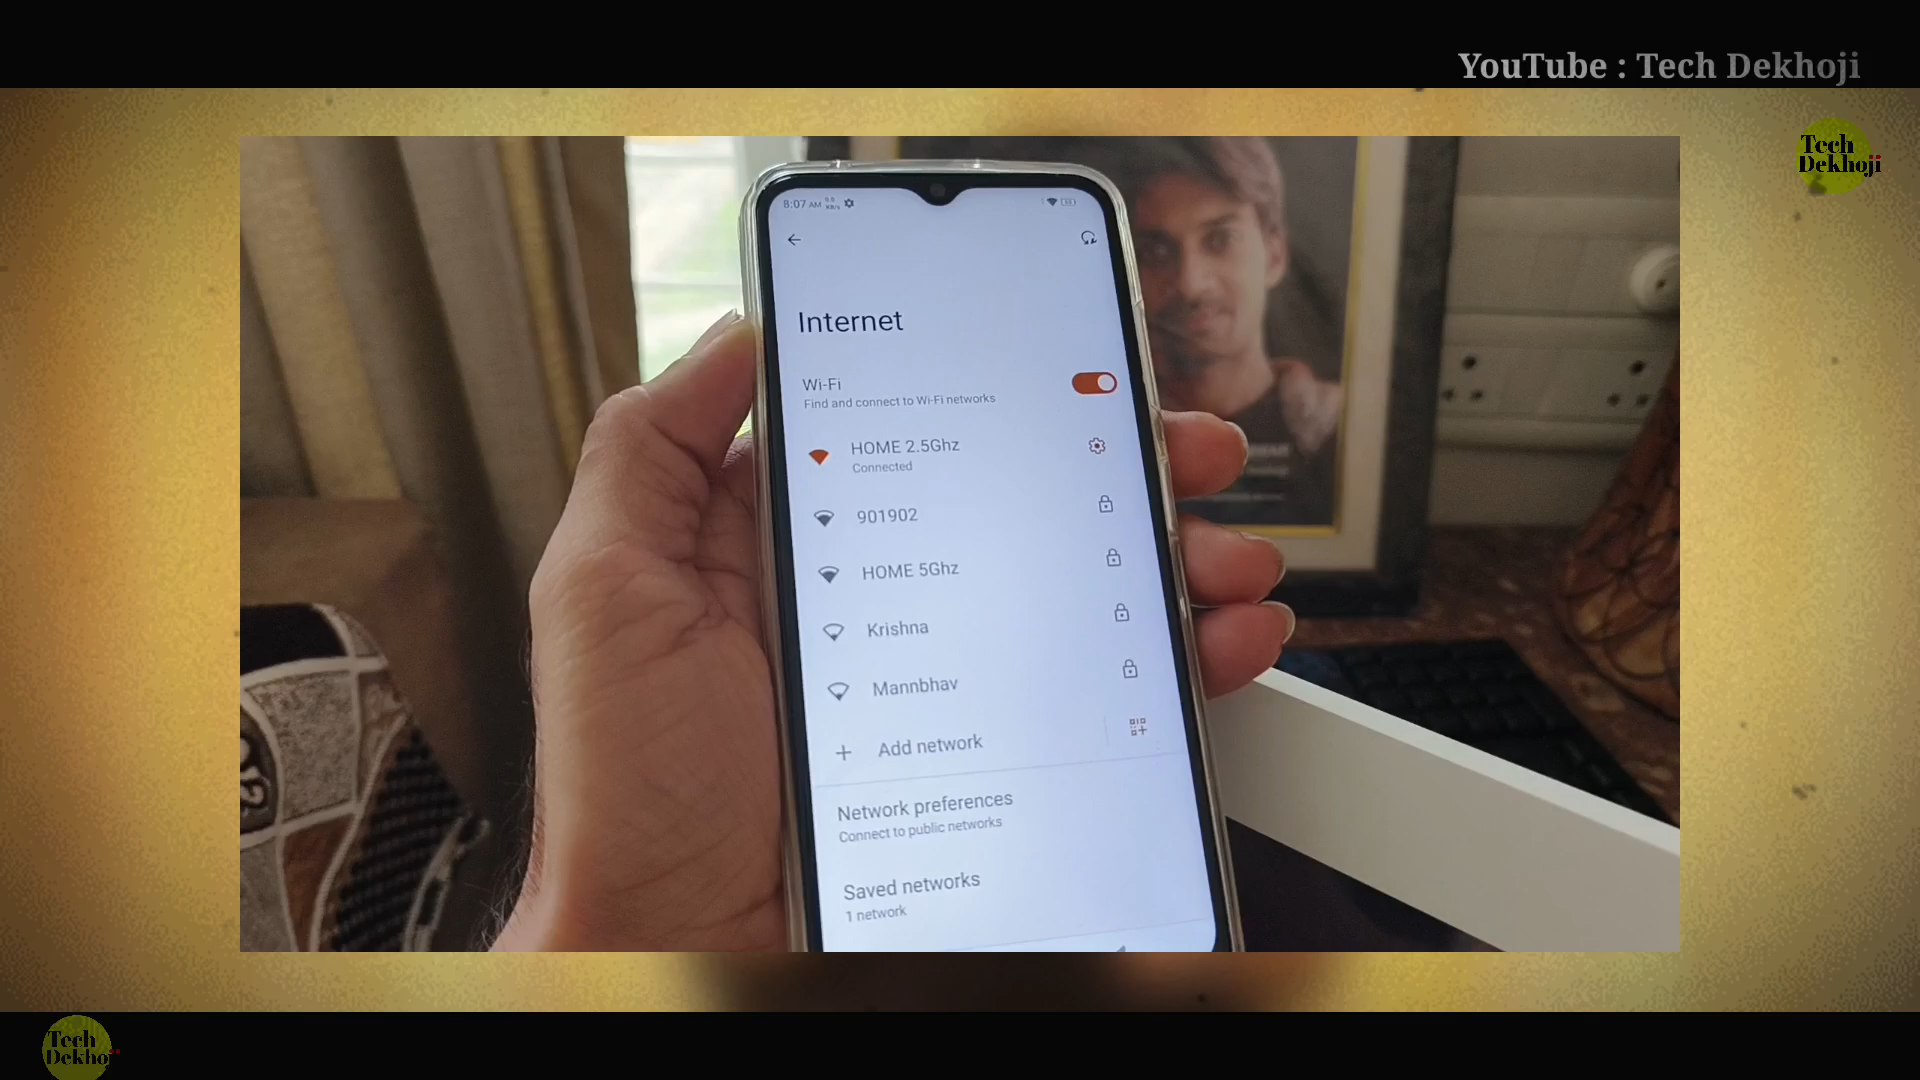 YouTube : Tech Dekhoji
Tech
Dekhoji
8:07 AM
Internet
Wi-Fi
Find and connect to Wi-Fi networks
HOME 2.5Ghz
Connected
901902
HOME 5Ghz
Krishna
Mannbhav
Add network
Network preferences
Connect to public networks
Saved networks
1 network
Tech
Dekhoji